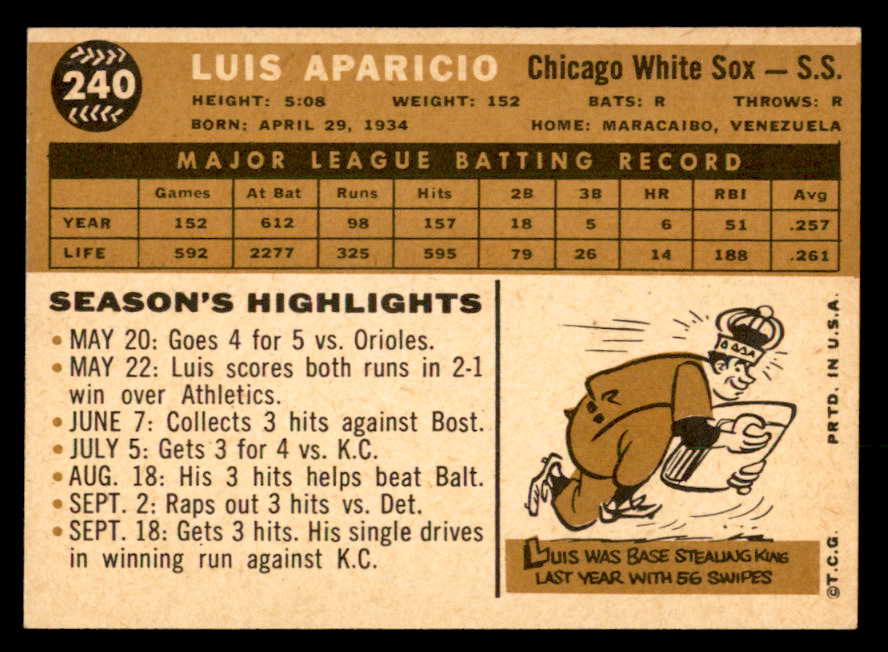 240
LUIS APARICIO Chicago White Sox — S.S.
HEIGHT: 5:08 WEIGHT: 152 BATS: R THROWS: R
BORN: APRIL 29, 1934 HOME: MARACAIBO, VENEZUELA
MAJOR LEAGUE BATTING RECORD
Games At Bat Runs Hits 2B 3B HR RBI Avg
YEAR 152 612 98 157 18 5 6 51 .257
LIFE 592 2277 325 595 79 26 14 188 .261
SEASON'S HIGHLIGHTS
• MAY 20: Goes 4 for 5 vs. Orioles.
• MAY 22: Luis scores both runs in 2-1
win over Athletics.
• JUNE 7: Collects 3 hits against Bost.
• JULY 5: Gets 3 for 4 vs. K.C.
• AUG. 18: His 3 hits helps beat Balt.
• SEPT. 2: Raps out 3 hits vs. Det.
• SEPT. 18: Gets 3 hits. His single drives
in winning run against K.C.
LUIS WAS BASE STEALING KING
LAST YEAR WITH 56 SWIPES
©T.C.G. PRTD. IN U.S.A.